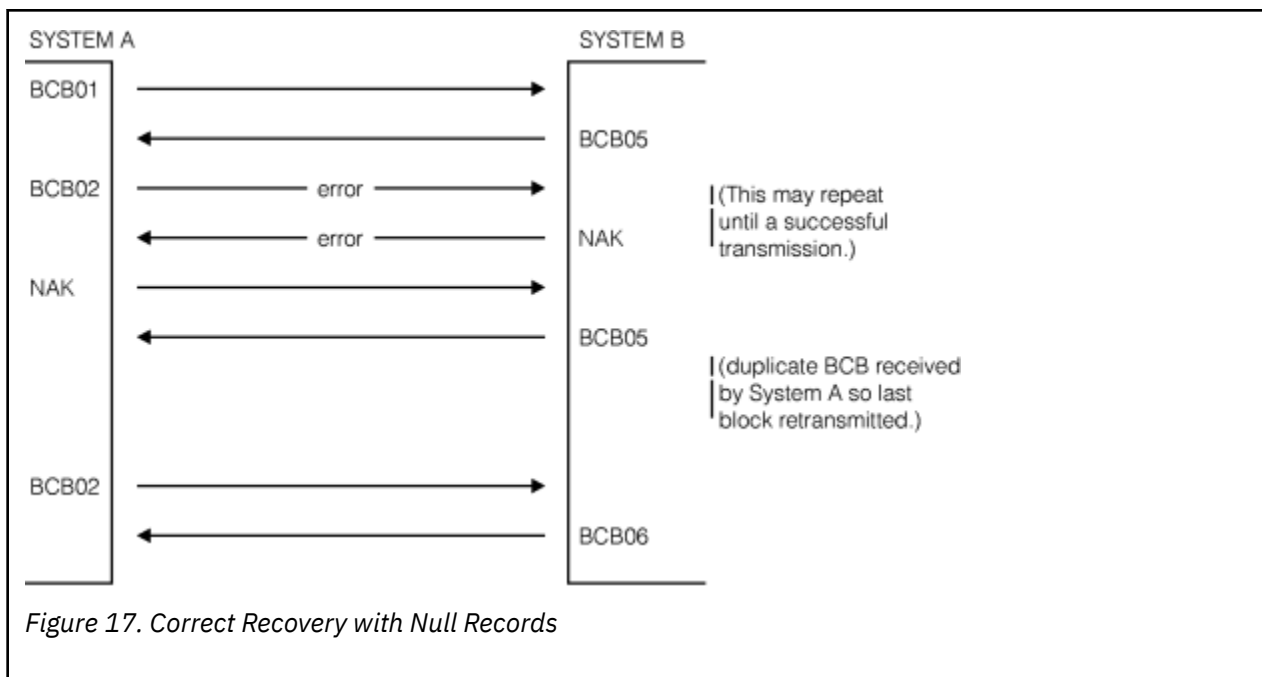 SYSTEM A SYSTEM B
BCB01
BCB05
BCB02 error
(This may repeat
until a successful
transmission.)
error NAK
NAK
BCB05
(duplicate BCB received
by System A so last
block retransmitted.)
BCB02
BCB06
Figure 17. Correct Recovery with Null Records